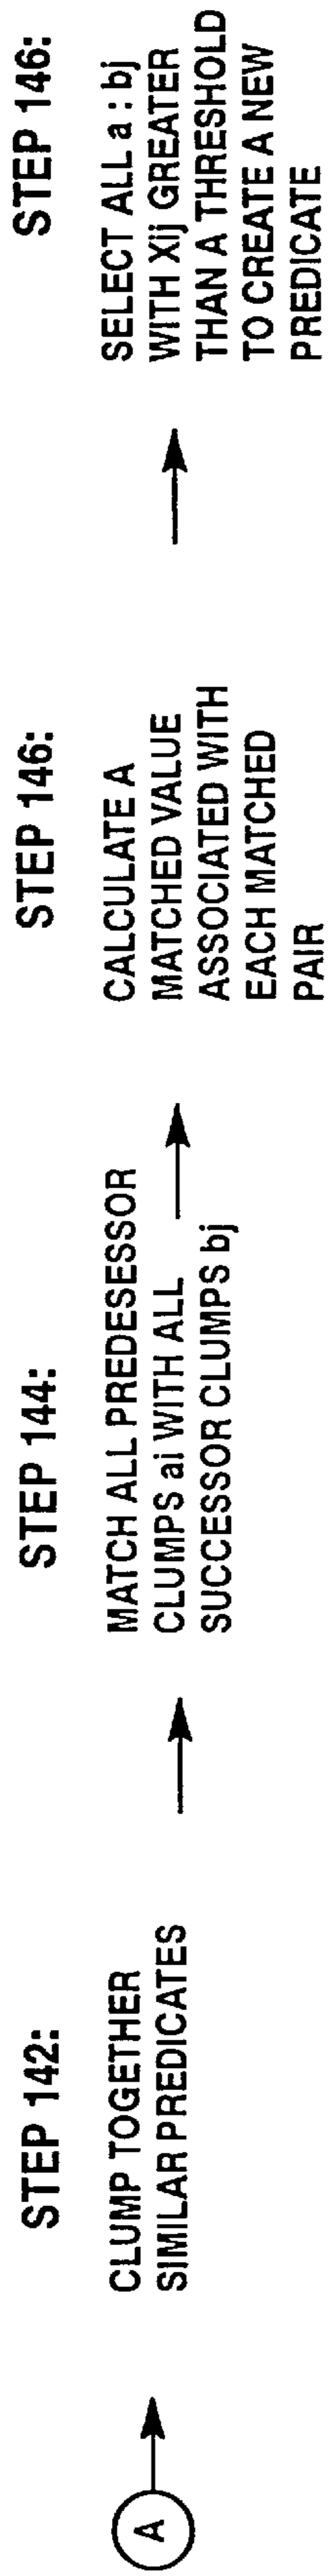 A
STEP 142:
CLUMP TOGETHER
SIMILAR PREDICATES
STEP 144:
MATCH ALL PREDESESSOR
CLUMPS ai WITH ALL
SUCCESSOR CLUMPS bj
STEP 146:
CALCULATE A
MATCHED VALUE
ASSOCIATED WITH
EACH MATCHED
PAIR
STEP 146:
SELECT ALL a : bj
WITH Xij GREATER
THAN A THRESHOLD
TO CREATE A NEW
PREDICATE